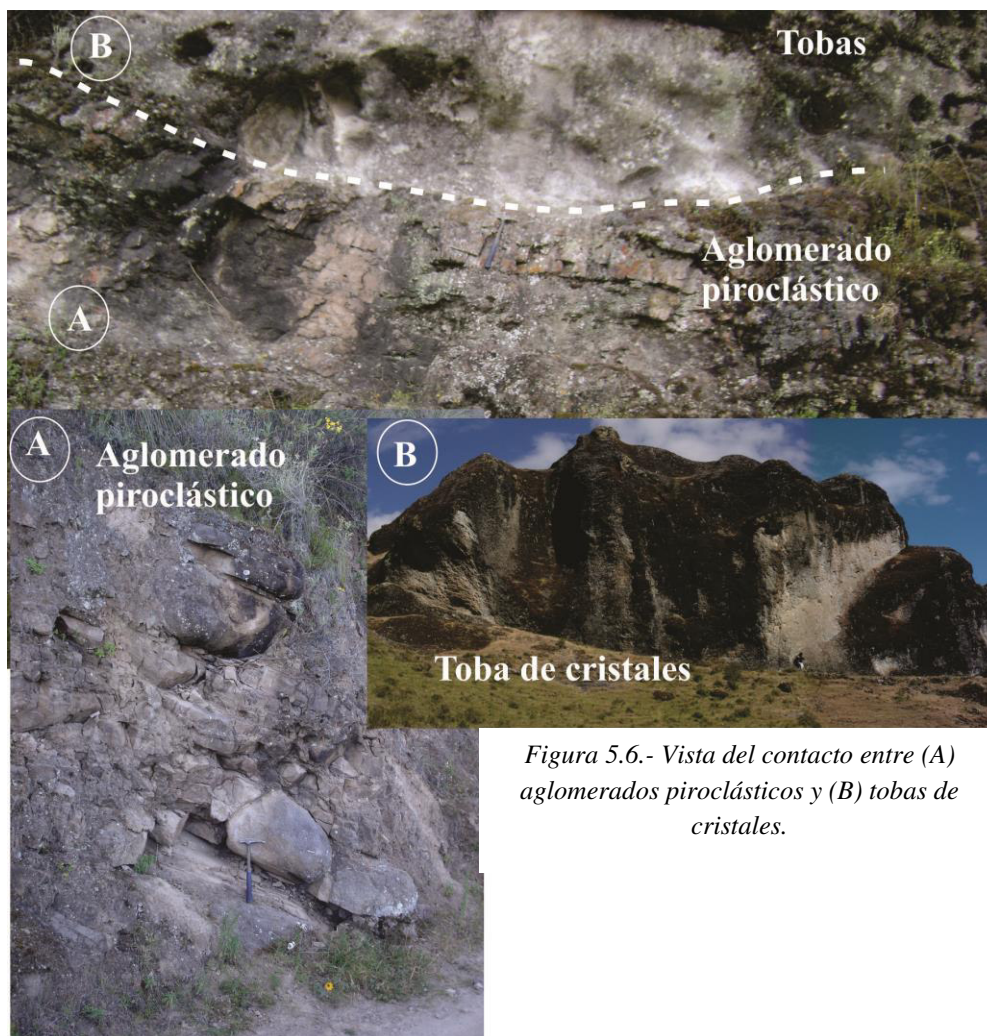 B
Tobas
Aglomerado
piroclástico
A
A
Aglomerado
piroclástico
B
Toba de cristales
Figura 5.6.- Vista del contacto entre (A)
aglomerados piroclásticos y (B) tobas de
cristales.